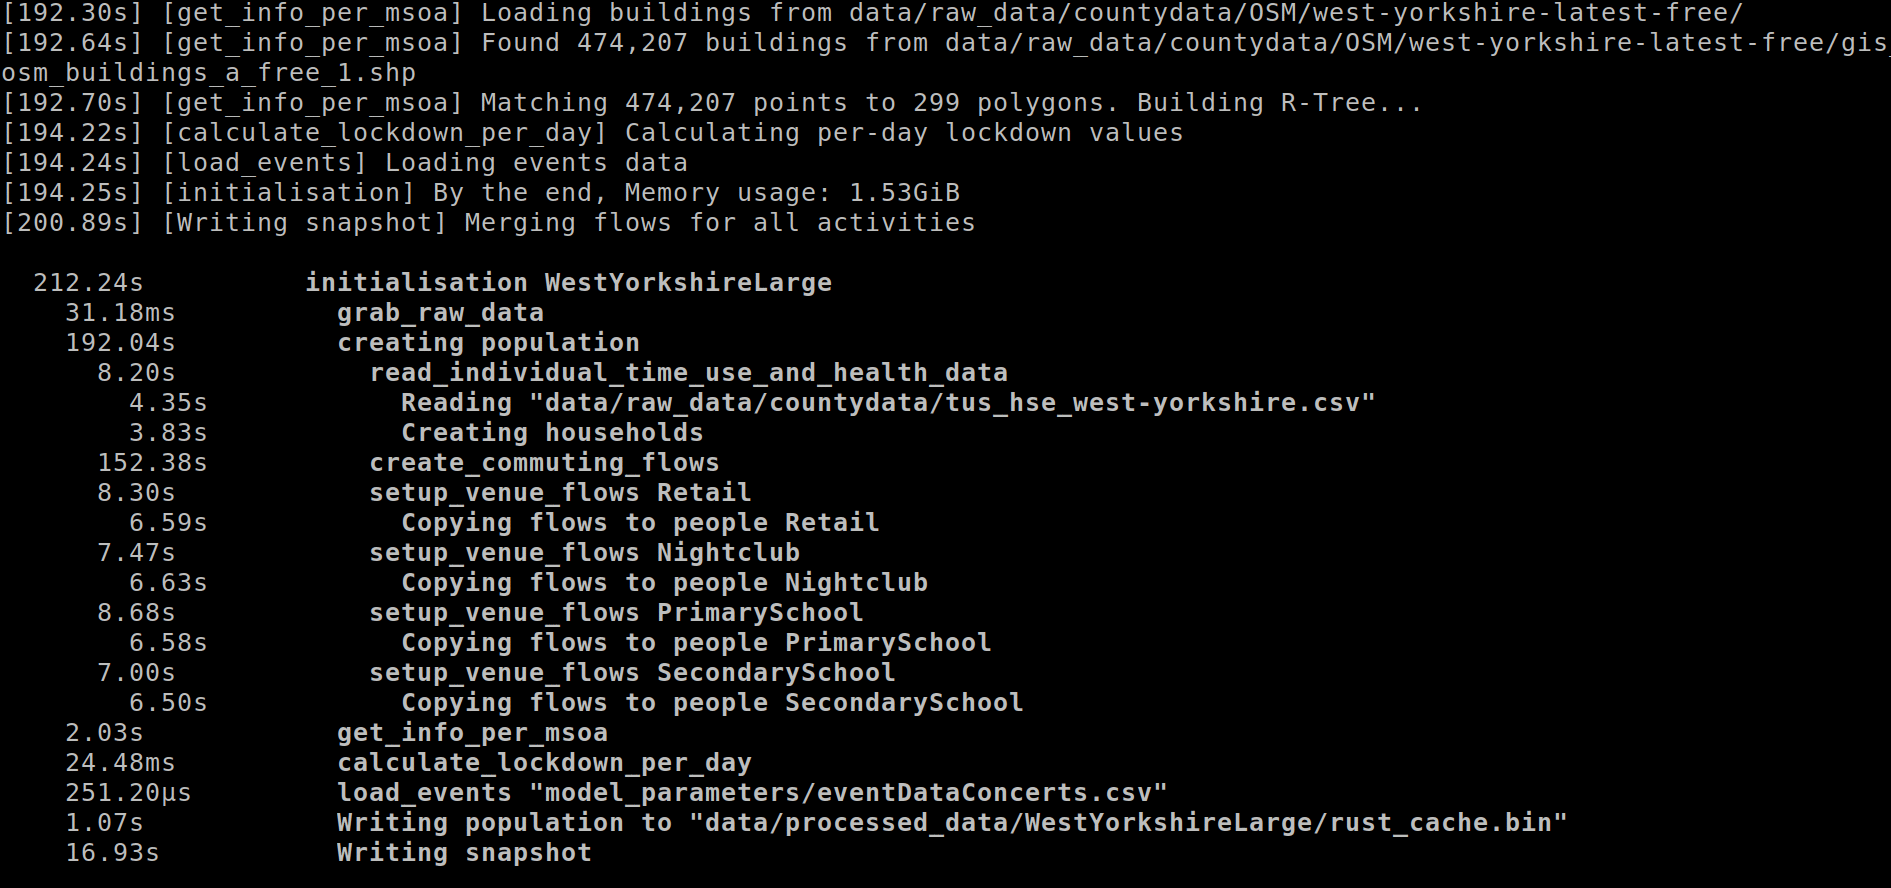 [192.30s] [get_info_per_msoa] Loading buildings from data/raw_data/countydata/OSM/west-yorkshire-latest-free/
[192.64s] [get_info_per_msoa] Found 474,207 buildings from data/raw_data/countydata/OSM/west-yorkshire-latest-free/gis_
osm_buildings_a_free_1.shp
[192.70s] [get_info_per_msoa] Matching 474,207 points to 299 polygons. Building R-Tree...
[194.22s] [calculate_lockdown_per_day] Calculating per-day lockdown values
[194.24s] [load_events] Loading events data
[194.25s] [initialisation] By the end, Memory usage: 1.53GiB
[200.89s] [Writing snapshot] Merging flows for all activities
212.24s initialisation WestYorkshireLarge
31.18ms grab_raw_data
192.04s creating population
8.20s read_individual_time_use_and_health_data
4.35s Reading "data/raw_data/countydata/tus_hse_west-yorkshire.csv"
3.83s Creating households
152.38s create_commuting_flows
8.30s setup_venue_flows Retail
6.59s Copying flows to people Retail
7.47s setup_venue_flows Nightclub
6.63s Copying flows to people Nightclub
8.68s setup_venue_flows PrimarySchool
6.58s Copying flows to people PrimarySchool
7.00s setup_venue_flows SecondarySchool
6.50s Copying flows to people SecondarySchool
2.03s get_info_per_msoa
24.48ms calculate_lockdown_per_day
251.20µs load_events "model_parameters/eventDataConcerts.csv"
1.07s Writing population to "data/processed_data/WestYorkshireLarge/rust_cache.bin"
16.93s Writing snapshot